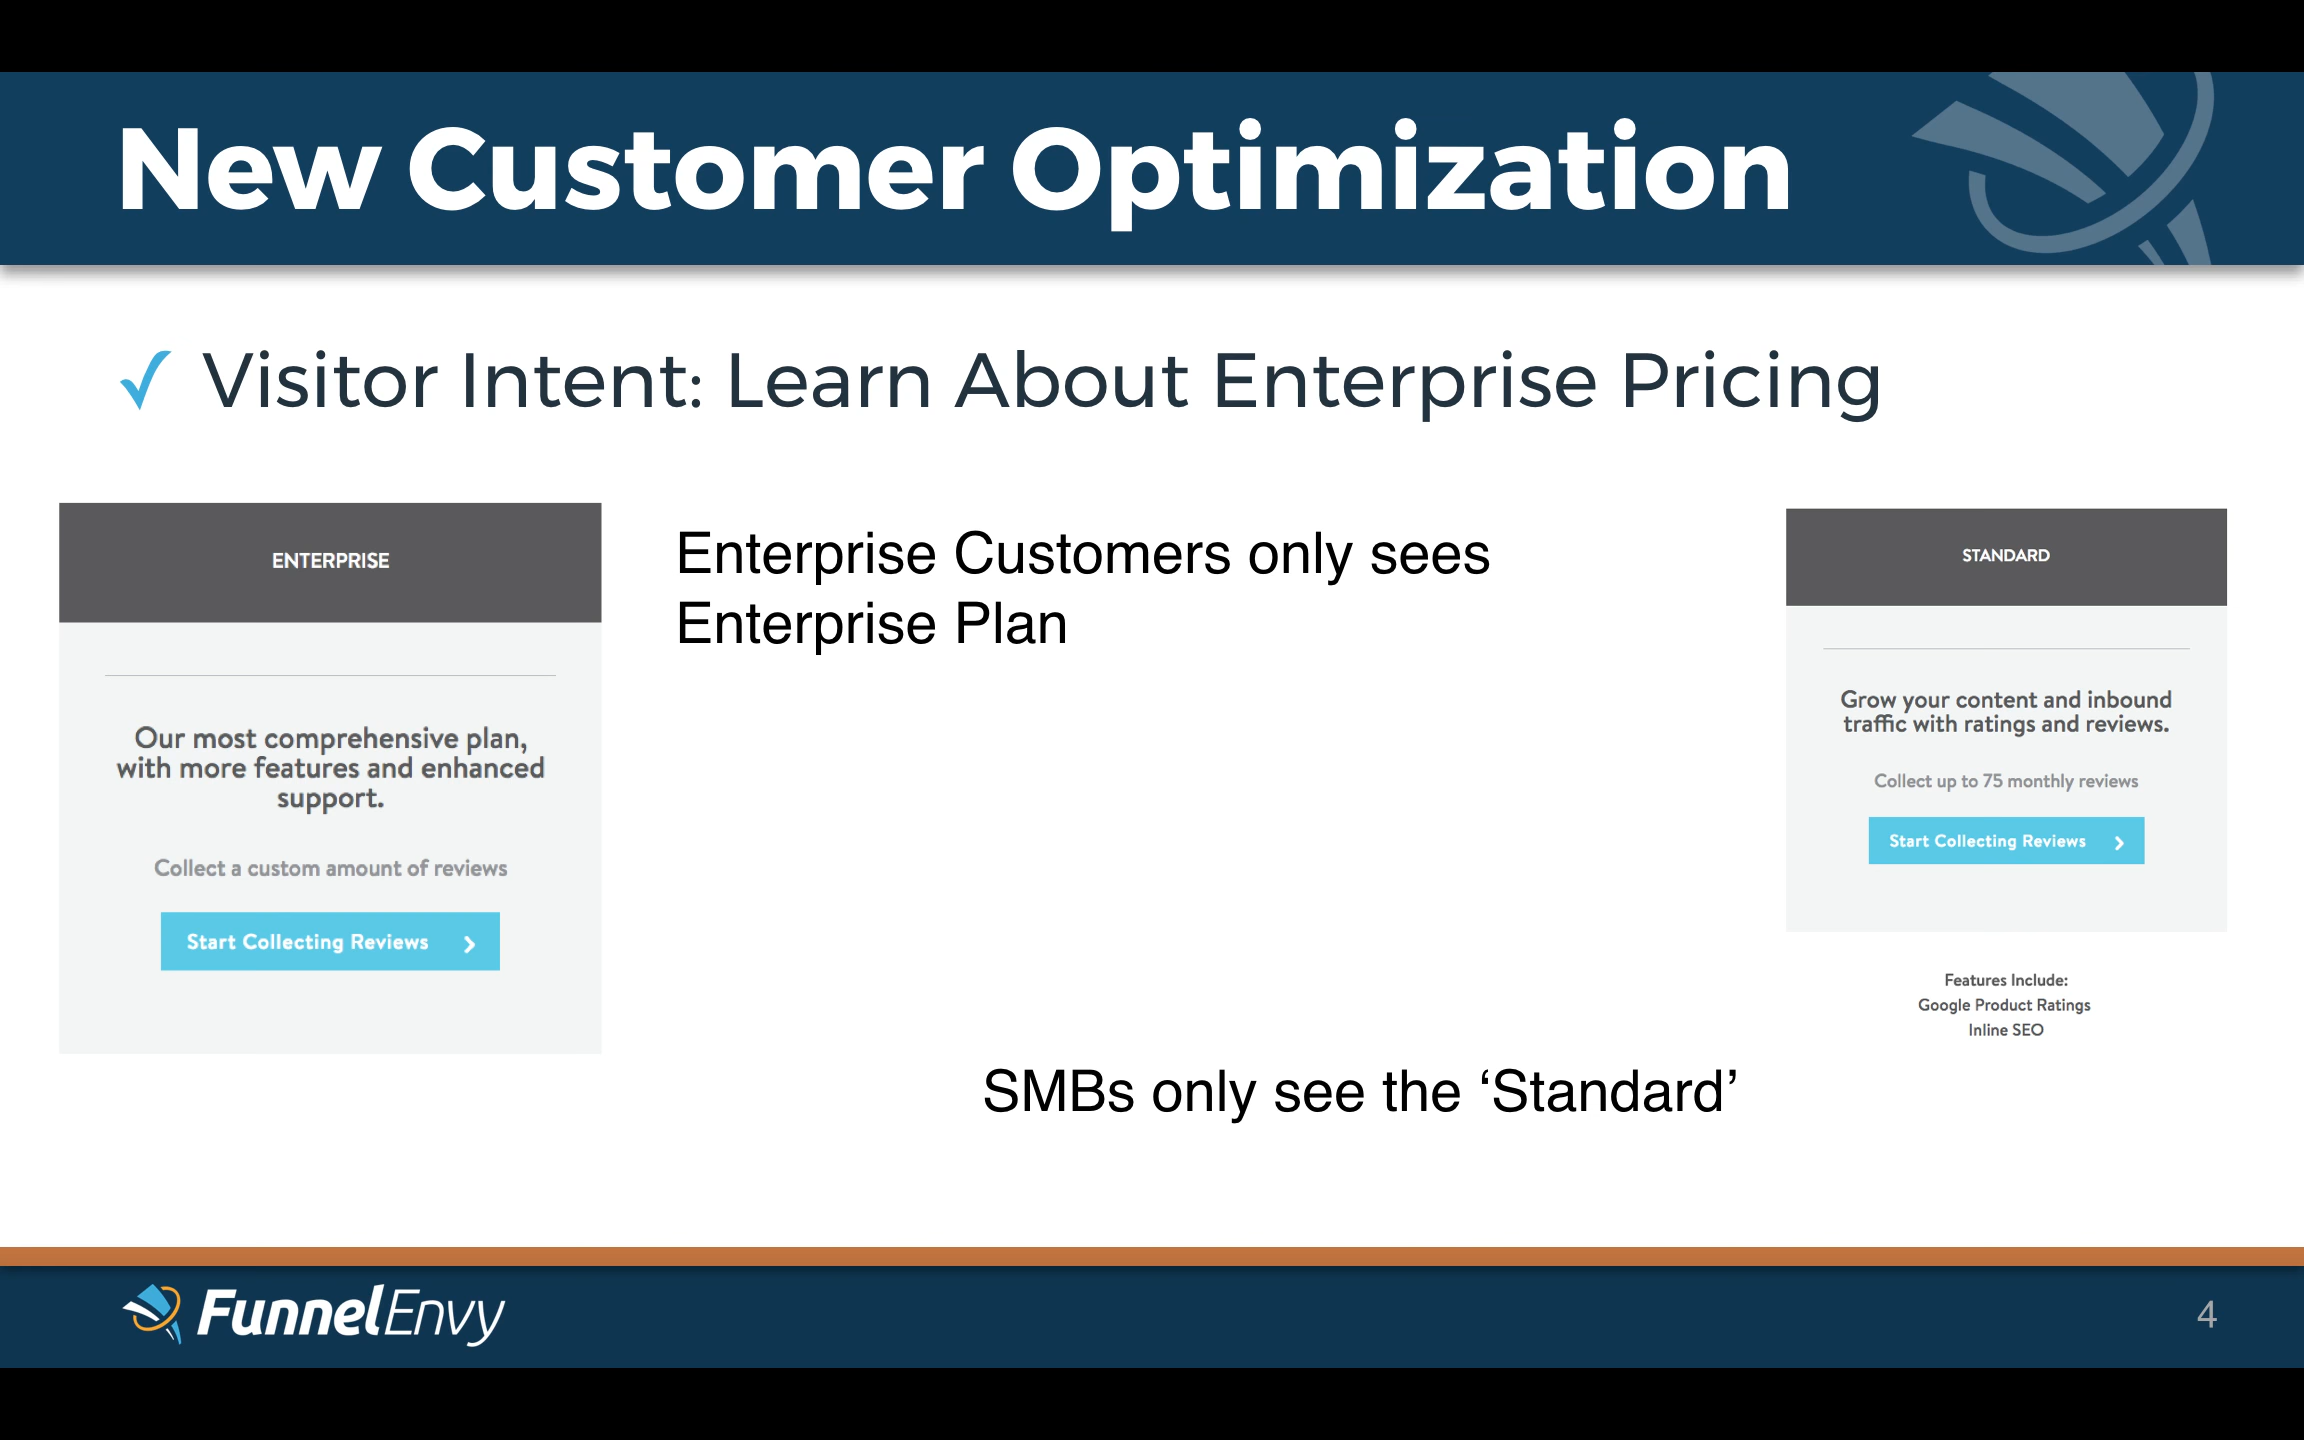 New Customer Optimization
✓ Visitor Intent: Learn About Enterprise Pricing
ENTERPRISE
Our most comprehensive plan,
with more features and enhanced
support.
Collect a custom amount of reviews
Start Collecting Reviews
Enterprise Customers only sees
Enterprise Plan
STANDARD
Grow your content and inbound
traffic with ratings and reviews.
Collect up to 75 monthly reviews
Start Collecting Reviews
Features Include:
Google Product Ratings
Inline SEO
SMBs only see the ‘Standard’
FunnelEnvy
4